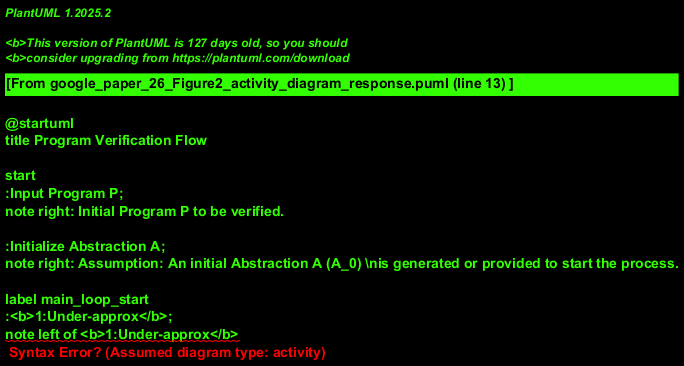 PlantUML 1.2025.2
<b>This version of PlantUML is 127 days old, so you should
<b>consider upgrading from https://plantuml.com/download
[From google_paper_26_Figure2_activity_diagram_response.puml (line 13) ]
@startuml
title Program Verification Flow
start
:Input Program P;
note right: Initial Program P to be verified.
:Initialize Abstraction A;
note right: Assumption: An initial Abstraction A (A_0) \nis generated or provided to start the process.
label main_loop_start
:<b>1:Under-approx</b>;
note left of <b>1:Under-approx</b>
Syntax Error? (Assumed diagram type: activity)